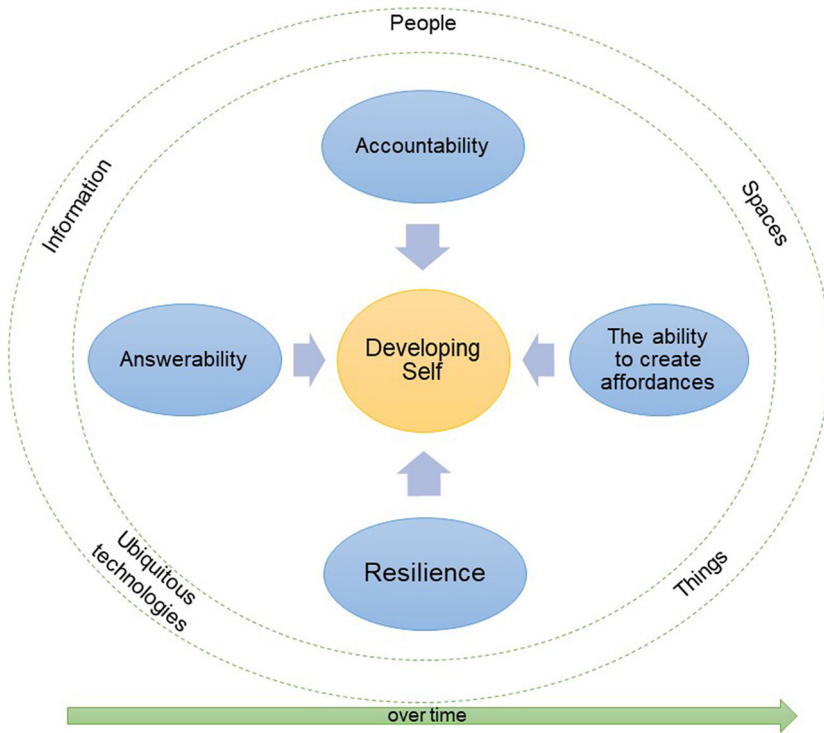 People
Accountability
Information
Spaces
Answerability
Developing
Self
The ability
to create
affordances
Resilience
Ubiquitous
technologies
Things
over time